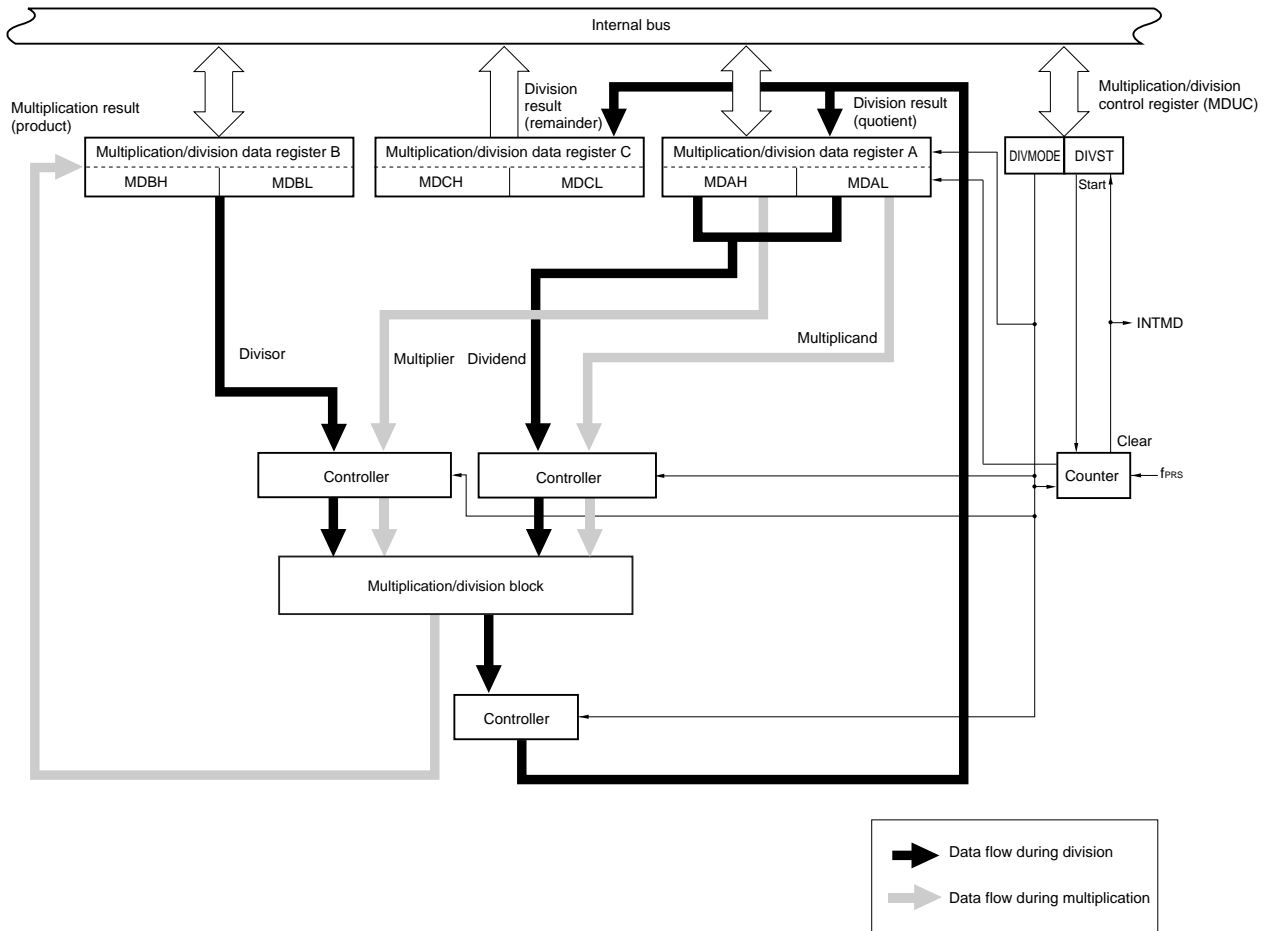 Internal bus
Multiplication result
(product)
Division
result
(remainder)
Division result
(quotient)
Multiplication/division
control register (MDUC)
Multiplication/division data register B
MDBH
MDBL
Multiplication/division data register C
MDCH
MDCL
Multiplication/division data register A
MDAH
MDAL
DIVMODE
DIVST
Start
INTMD
Divisor
Multiplier
Dividend
Multiplicand
Clear
Controller
Controller
Counter
fPRS
Multiplication/division block
Controller
Data flow during division
Data flow during multiplication